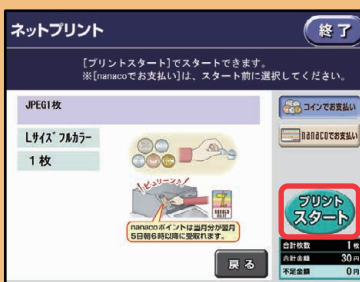 ネットプリント
終了
[プリントスタート]でスタートできます。
※[nanacoでお支払い]は、スタート前に選択してください。
JPEG1枚
Lサイズ フルカラー
1枚
コインでお支払い
nanacoでお支払い
ピューリーン♪
nanacoポイントは当月分が翌月
5日朝6時以降に受取れます。
プリント
スタート
戻る
合計枚数 1枚
合計金額 30円
不足金額 0円